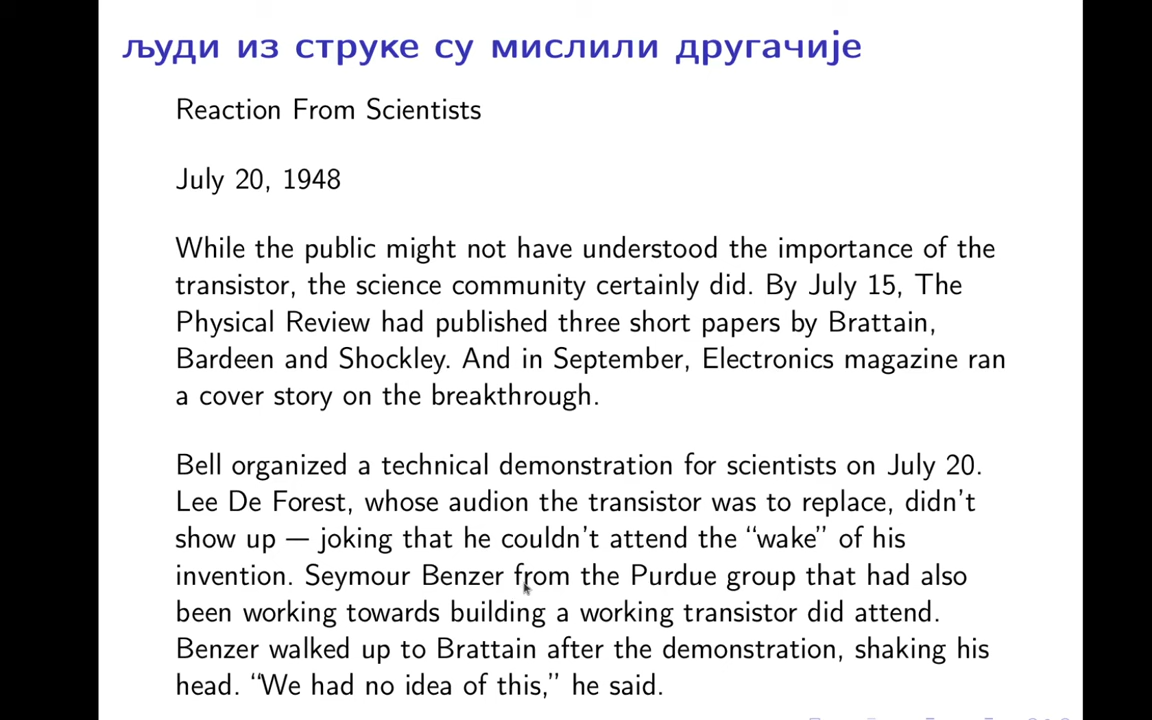 људи из струке су мислили другачије
Reaction From Scientists
July 20, 1948
While the public might not have understood the importance of the
transistor, the science community certainly did. By July 15, The
Physical Review had published three short papers by Brattain,
Bardeen and Shockley. And in September, Electronics magazine ran
a cover story on the breakthrough.
Bell organized a technical demonstration for scientists on July 20.
Lee De Forest, whose audion the transistor was to replace, didn't
show up — joking that he couldn't attend the “wake” of his
invention. Seymour Benzer from the Purdue group that had also
been working towards building a working transistor did attend.
Benzer walked up to Brattain after the demonstration, shaking his
head. “We had no idea of this,” he said.